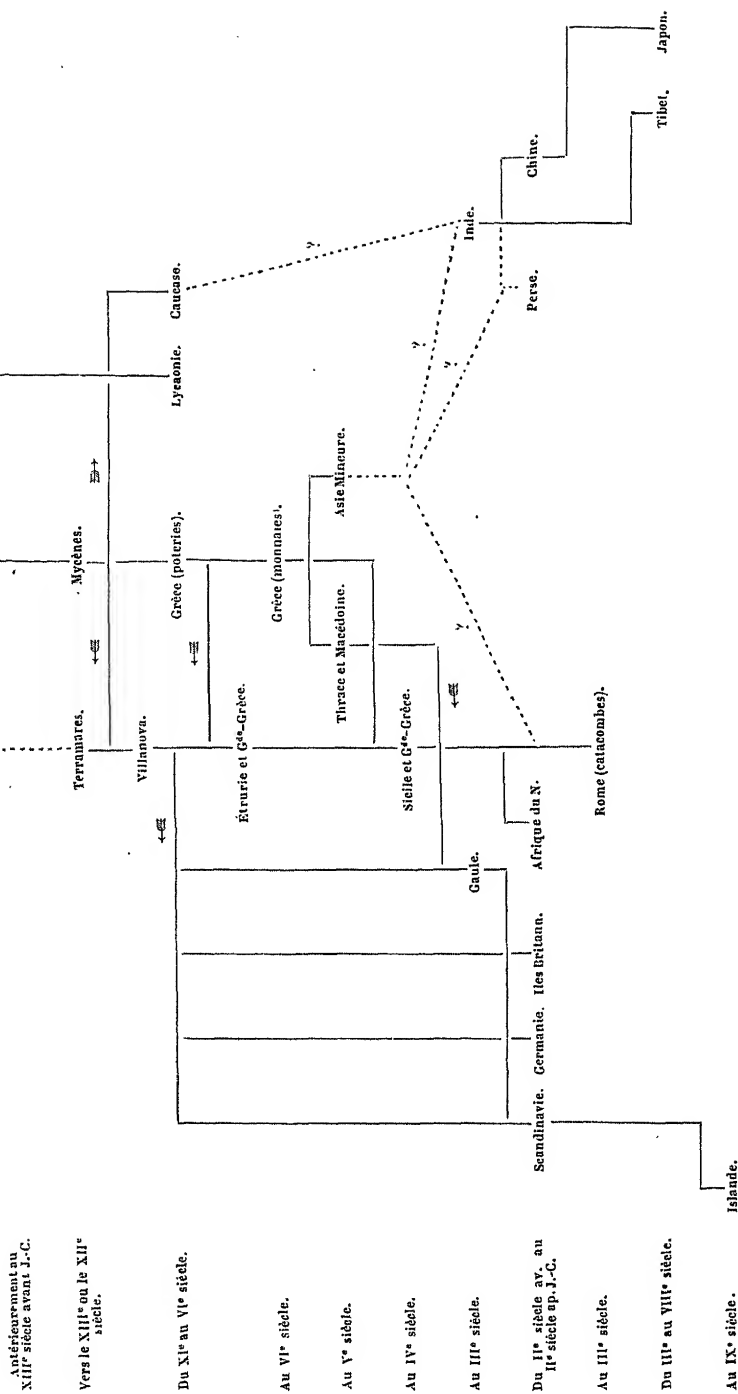 Antérieurement au
XIIIe siècle avant J.-C.
Vers le XIIIe ou le XIIe
siècle.
Terramares.
Mycènes.
Villanova.
Du XIe au VIe siècle.
Grèce (poteries).
Lycaonie.
Caucase.
Étrurie et Gde-Grèce.
Au VIe siècle.
Grèce (monnaies).
Au Ve siècle.
Thrace et Macédoine.
Asie Mineure.
?
Au IVe siècle.
Sicile et Gde-Grèce.
?
?
?
Au IIIe siècle.
Gaule.
Inde.
Du IIe siècle av. au
IIe siècle ap. J.-C.
Scandinavie.
Germanie.
Iles Britann.
Afrique du N.
Perse.
Chine.
Au IIIe siècle.
Rome (catacombes).
Du IIIe au VIIIe siècle.
Tibet.
Japon.
Au IXe siècle.
Islande.